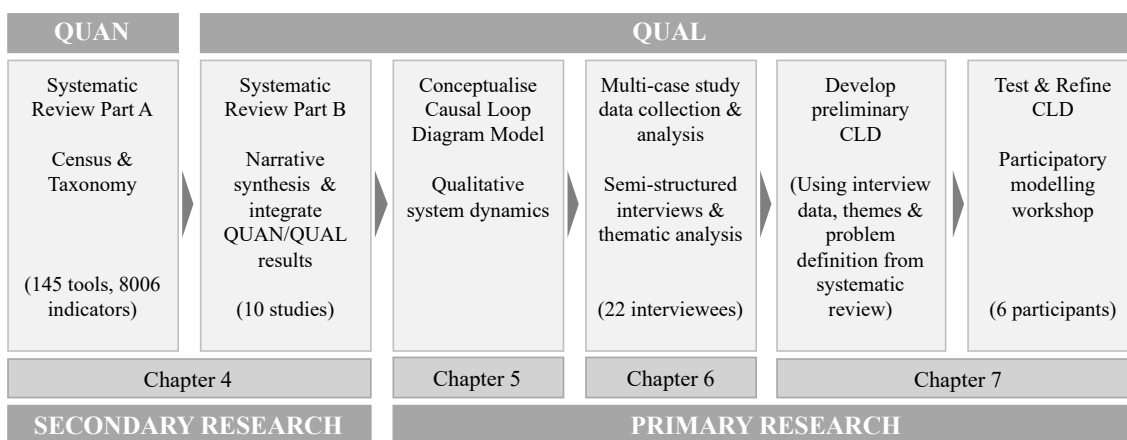 QUAN
QUAL
Systematic
Review Part A
Census &
Taxonomy
(145 tools, 8006
indicators)
Systematic
Review Part B
Narrative
synthesis &
integrate
QUAN/QUAL
results
(10 studies)
Conceptualise
Causal Loop
Diagram Model
Qualitative
system dynamics
Multi-case study
data collection &
analysis
Semi-structured
interviews &
thematic analysis
(22 interviewees)
Develop
preliminary
CLD
(Using interview
data, themes &
problem
definition from
systematic
review)
Test & Refine
CLD
Participatory
modelling
workshop
(6 participants)
Chapter 4
Chapter 5
Chapter 6
Chapter 7
SECONDARY RESEARCH
PRIMARY RESEARCH